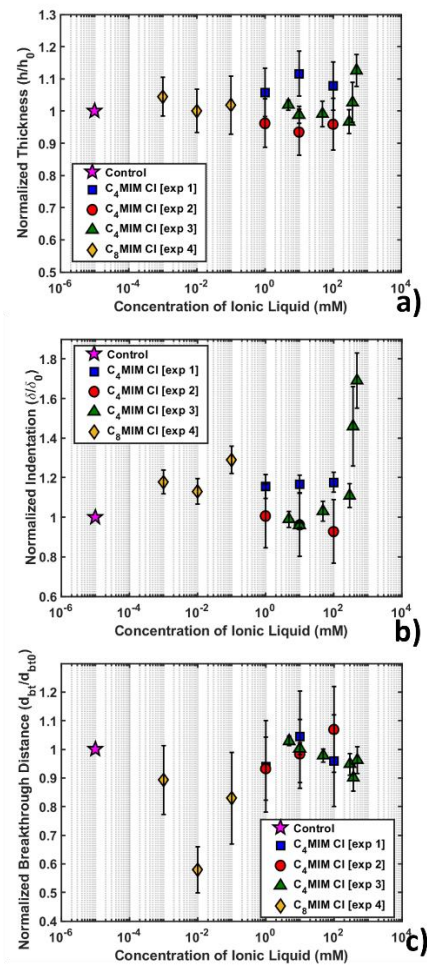 1.3
1.2
1.1
1
0.9
0.8
0.7
0.6
0.5
Normalized Thickness (h/h0)
Control
C4MIM Cl [exp 1]
C4MIM Cl [exp 2]
C4MIM Cl [exp 3]
C8MIM Cl [exp 4]
10-6 10-4 10-2 100 102 104
Concentration of Ionic Liquid (mM)
a)
1.8
1.6
1.4
1.2
1
0.8
0.6
Normalized Indentation (δ/δ0)
Control
C4MIM Cl [exp 1]
C4MIM Cl [exp 2]
C4MIM Cl [exp 3]
C8MIM Cl [exp 4]
10-6 10-4 10-2 100 102 104
Concentration of Ionic Liquid (mM)
b)
1.3
1.2
1.1
1
0.9
0.8
0.7
0.6
0.5
0.4
Normalized Breakthrough Distance (dbt/dbt0)
Control
C4MIM Cl [exp 1]
C4MIM Cl [exp 2]
C4MIM Cl [exp 3]
C8MIM Cl [exp 4]
10-6 10-4 10-2 100 102 104
Concentration of Ionic Liquid (mM)
c)